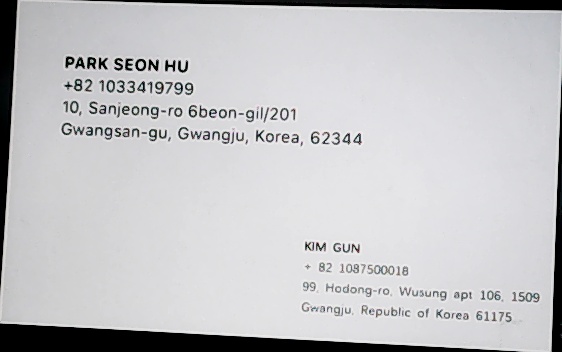 PARK SEON HU
+82 1033419799
10, Sanjeong-ro 6beon-gil/201
Gwangsan-gu, Gwangju, Korea, 62344
KIM GUN
+ 82 1087500018
99, Hodong-ro, Wusung apt 106, 1509
Gwangju, Republic of Korea 61175